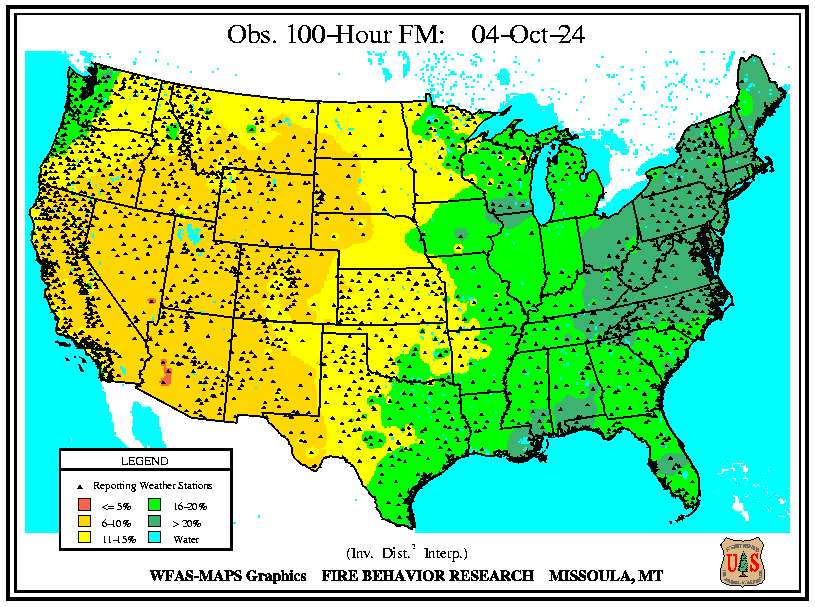 Obs. 100-Hour FM: 04-Oct-24
LEGEND
Reporting Weather Stations
<= 5%
16-20%
6-10%
> 20%
11-15%
Water
(Inv. Dist.² Interp.)
WFAS-MAPS Graphics FIRE BEHAVIOR RESEARCH MISSOULA, MT
U S